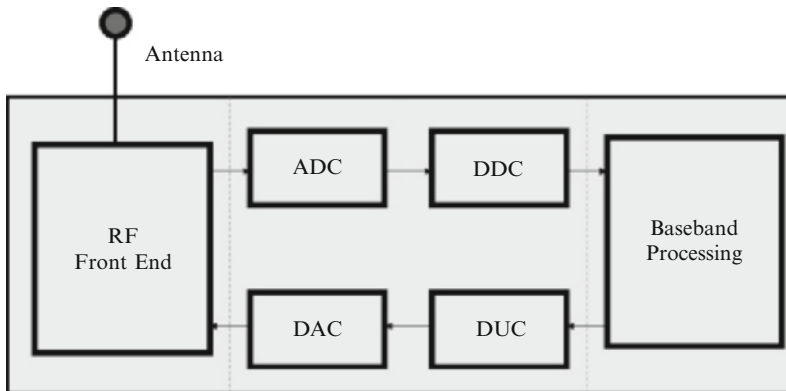 Antenna
ADC
DDC
RF
Front End
Baseband
Processing
DAC
DUC